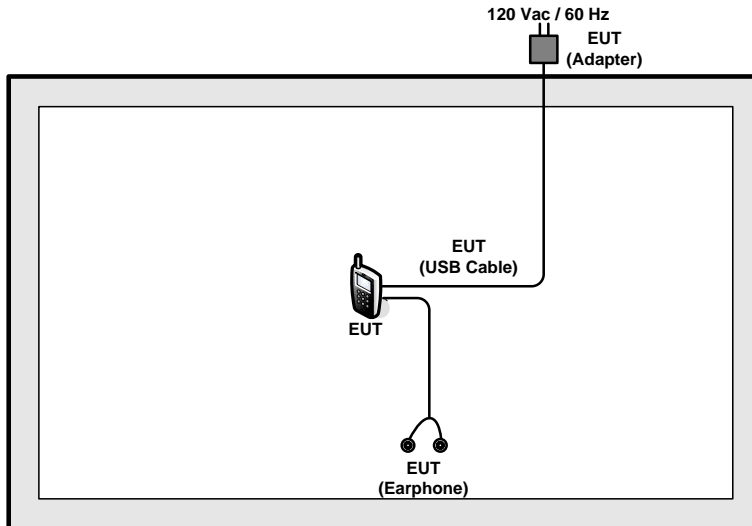 120 Vac / 60 Hz
EUT
(Adapter)
EUT
(USB Cable)
EUT
EUT
(Earphone)